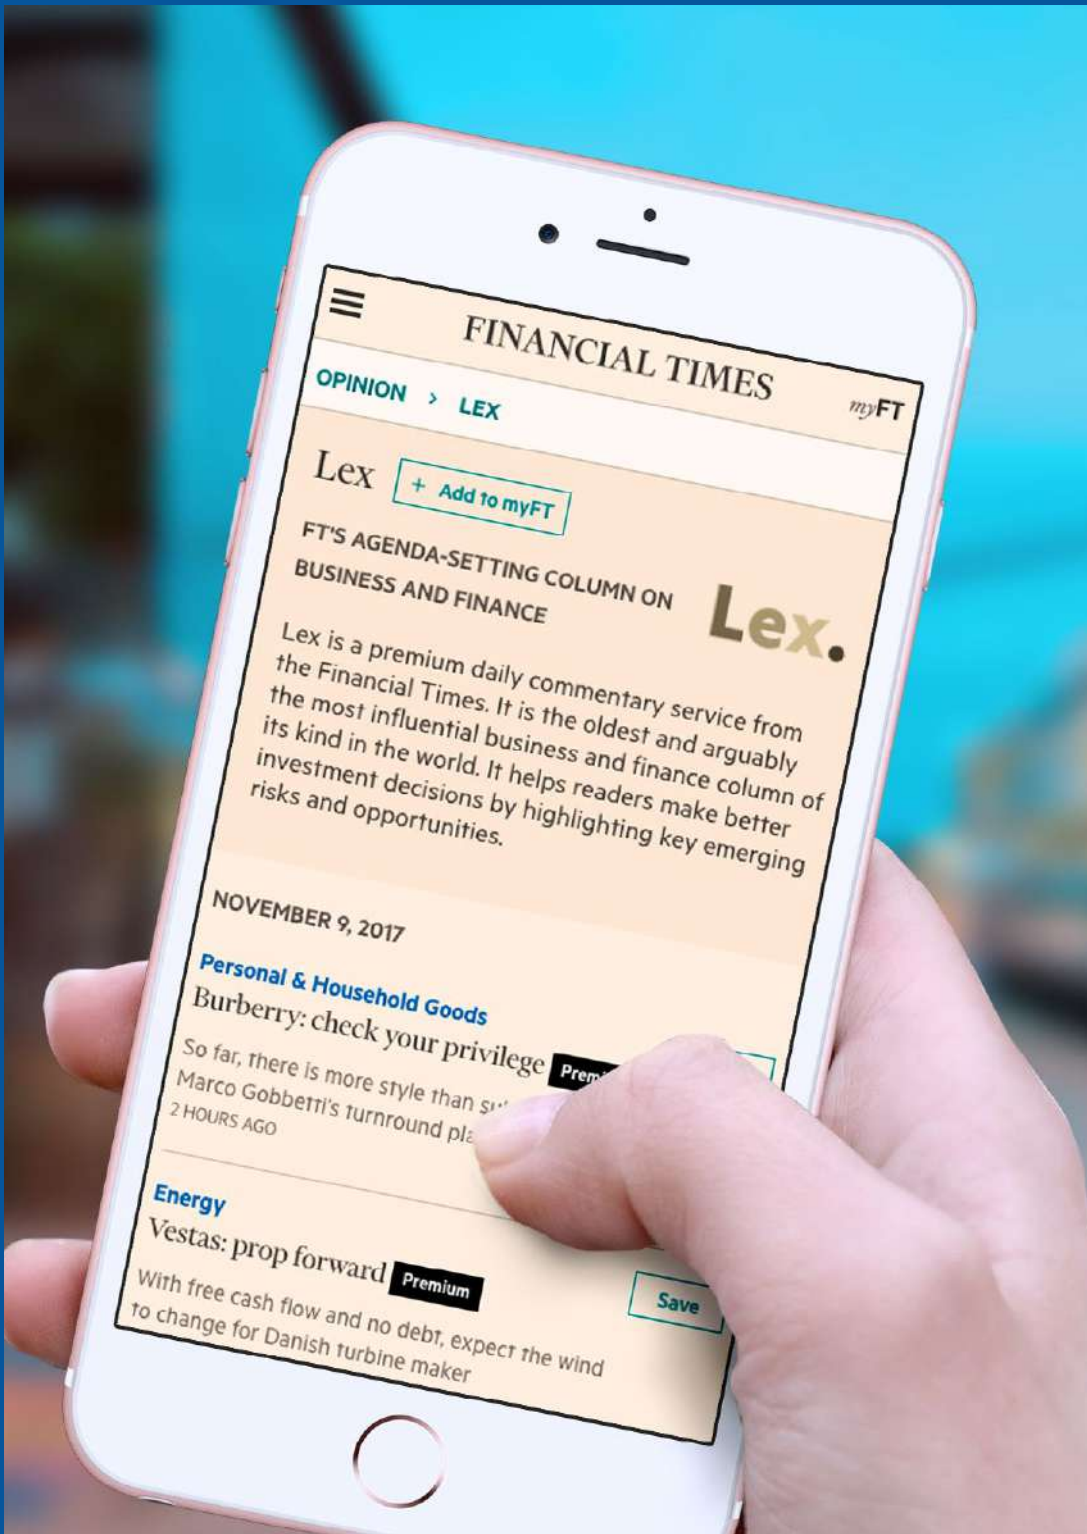 FINANCIAL TIMES
myFT
OPINION > LEX
Lex
+ Add to myFT
FT'S AGENDA-SETTING COLUMN ON
BUSINESS AND FINANCE
Lex.
Lex is a premium daily commentary service from
the Financial Times. It is the oldest and arguably
the most influential business and finance column of
its kind in the world. It helps readers make better
investment decisions by highlighting key emerging
risks and opportunities.
NOVEMBER 9, 2017
Personal & Household Goods
Burberry: check your privilege
So far, there is more style than
Marco Gobbetti's turnround
2 HOURS AGO
Energy
Vestas: prop forward Premium
Save
With free cash flow and no debt, expect the wind
to change for Danish turbine maker